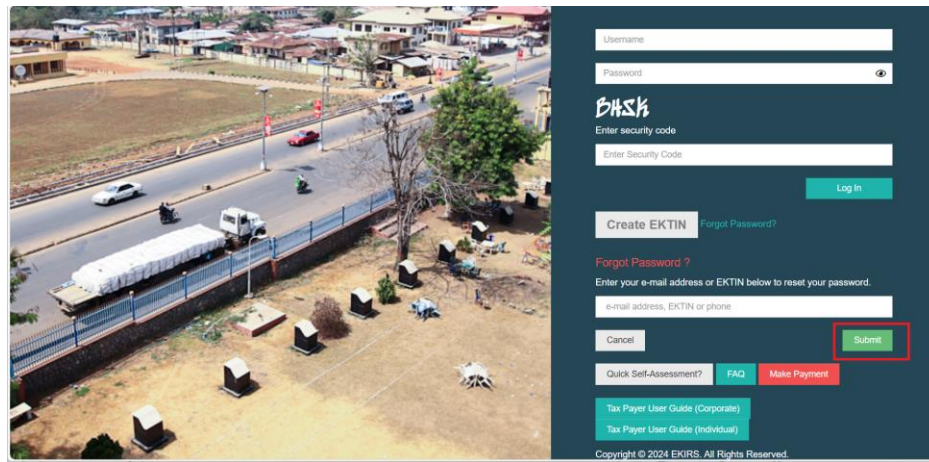 Username
Password
BHSK
Enter security code
Enter Security Code
Log In
Create EKTIN Forgot Password?
Forgot Password ?
Enter your e-mail address or EKTIN below to reset your password.
e-mail address, EKTIN or phone
Cancel Submit
Quick Self-Assessment? FAQ Make Payment
Tax Payer User Guide (Corporate)
Tax Payer User Guide (Individual)
Copyright © 2024 EKIRS. All Rights Reserved.